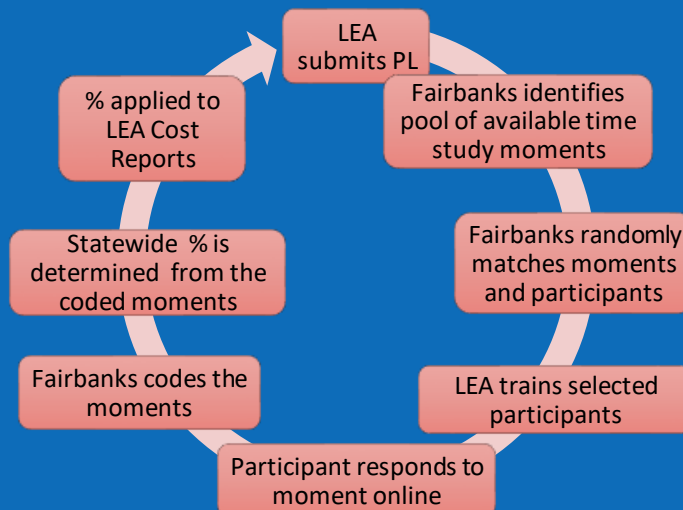 LEA
submits PL
Fairbanks identifies
pool of available time
study moments
Fairbanks randomly
matches moments
and participants
LEA trains selected
participants
Participant responds to
moment online
Fairbanks codes the
moments
Statewide % is
determined from the
coded moments
% applied to
LEA Cost
Reports